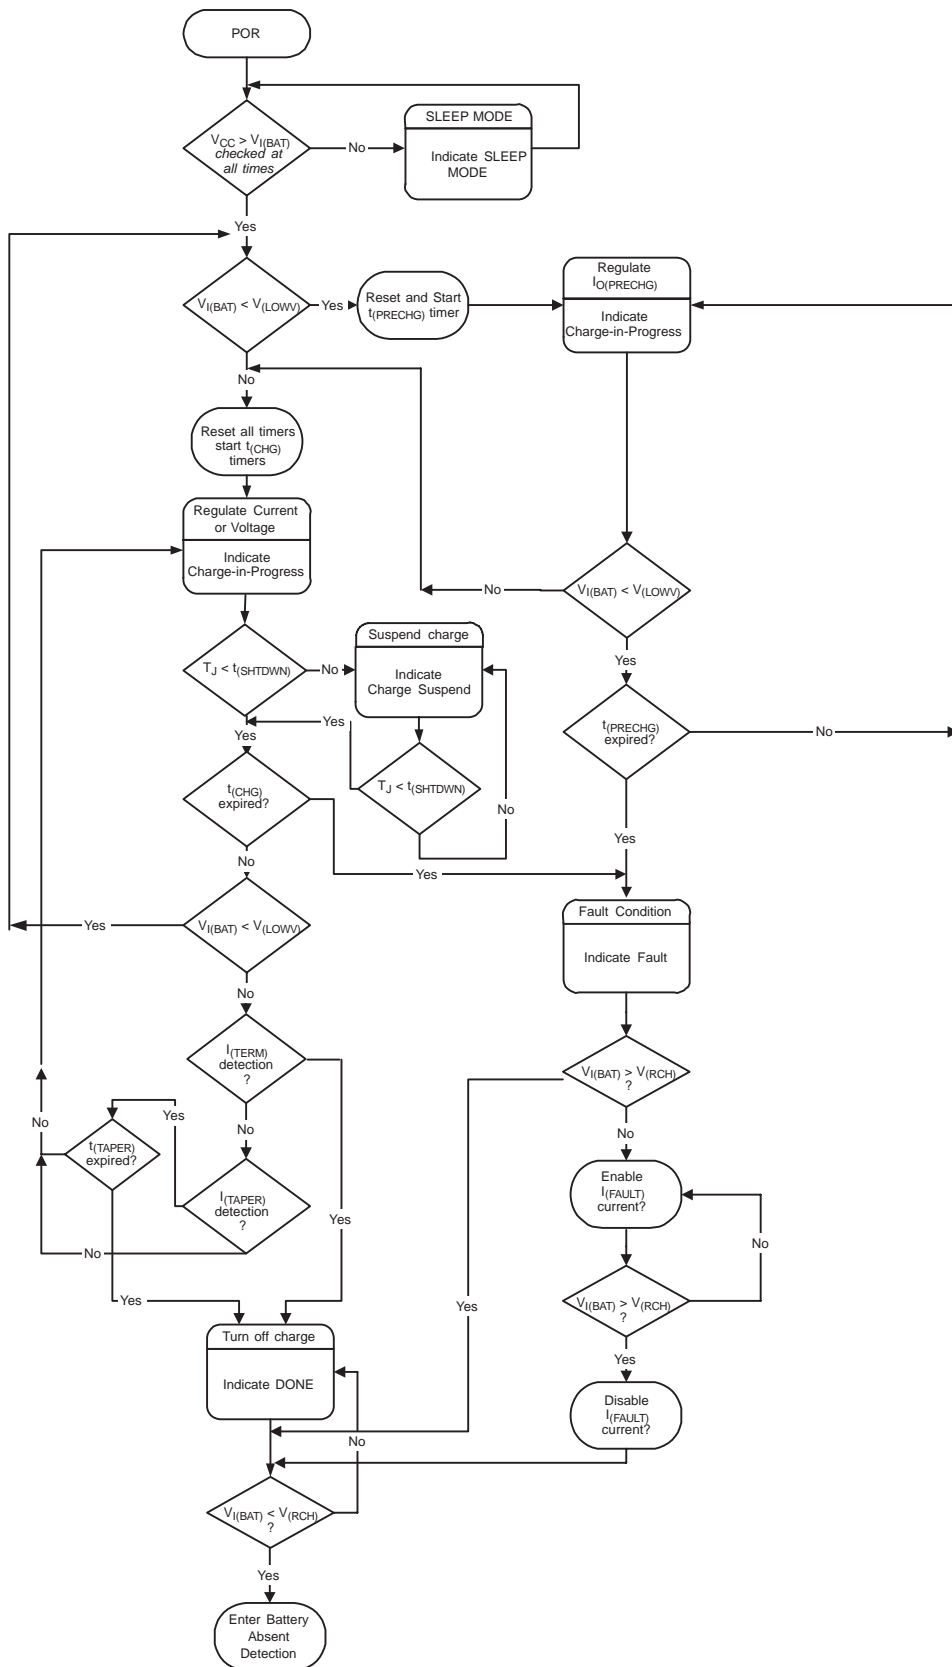 POR
SLEEP MODE
VCC > VI(BAT)
checked at
all times
No
Indicate SLEEP
MODE
Yes
Regulate
IO(PRECHG)
Indicate
Charge-in-Progress
VI(BAT) < V(LOWV)
Yes
Reset and Start
t(PRECHG) timer
No
Reset all timers
start t(CHG)
timers
Regulate Current
or Voltage
Indicate
Charge-in-Progress
No
VI(BAT) < V(LOWV)
Yes
Suspend charge
Indicate
Charge Suspend
TJ < t(SHTDWN)
No
Yes
Yes
t(PRECHG)
expired?
No
TJ < t(SHTDWN)
No
t(CHG)
expired?
Yes
Yes
No
Fault Condition
Indicate Fault
VI(BAT) < V(LOWV)
Yes
No
I(TERM)
detection
?
VI(BAT) > V(RCH)
?
No
Yes
No
No
t(TAPER)
expired?
I(TAPER)
detection
?
Enable
I(FAULT)
current?
Yes
No
No
VI(BAT) > V(RCH)
?
Yes
Yes
Yes
Turn off charge
Indicate DONE
Disable
I(FAULT)
current?
No
VI(BAT) < V(RCH)
?
Yes
Enter Battery
Absent
Detection